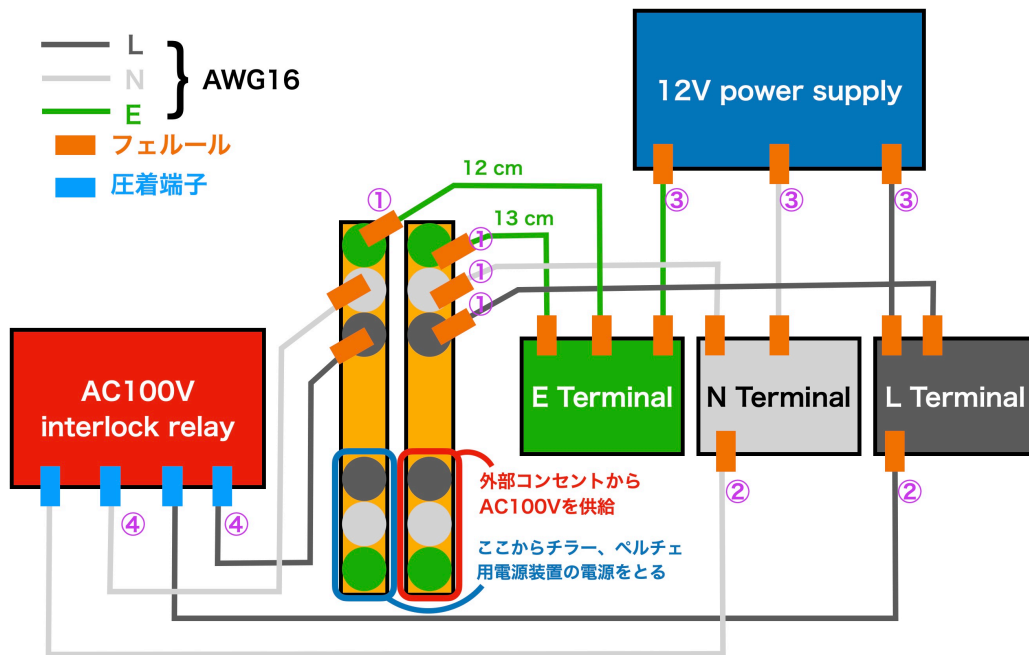 L
N
E
AWG16
フェルール
圧着端子
12V power supply
12 cm
13 cm
①
①
①
①
③
③
③
AC100V
interlock relay
E Terminal
N Terminal
L Terminal
外部コンセントから
AC100Vを供給
②
②
④
④
ここからチラー、ペルチェ
用電源装置の電源をとる